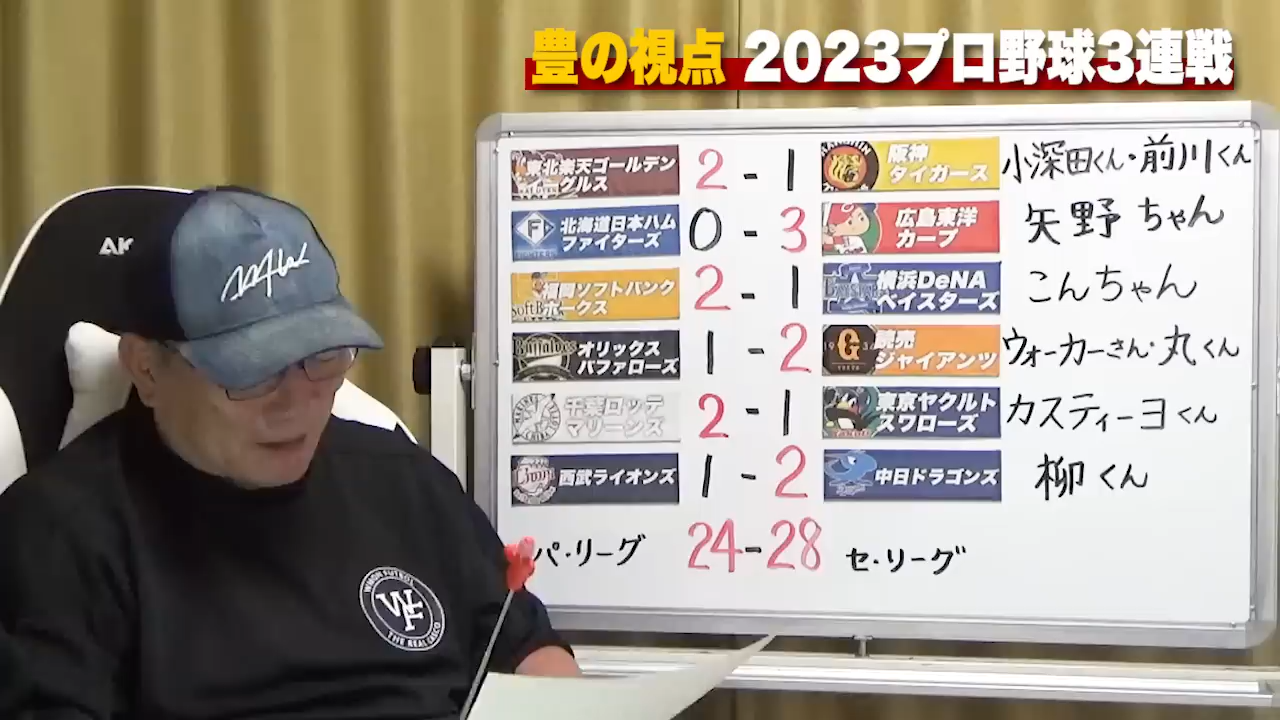 豊の視点 2023プロ野球3連戦
東北楽天ゴールデン
グルス
2 - 1
阪神
タイガース
小深田くん・前川くん
北海道日本ハム
ファイターズ
0 - 3
広島東洋
カープ
矢野ちゃん
福岡ソフトバンク
ホークス
2 - 1
横浜DeNA
ベイスターズ
こんちゃん
オリックス
バファローズ
1 - 2
読売
ジャイアンツ
ウォーカーさん・丸くん
千葉ロッテ
マリーンズ
2 - 1
東京ヤクルト
スワローズ
カスティーヨくん
西武ライオンズ
1 - 2
中日ドラゴンズ
柳くん
パ・リーグ 24-28 セ・リーグ
AK
WF